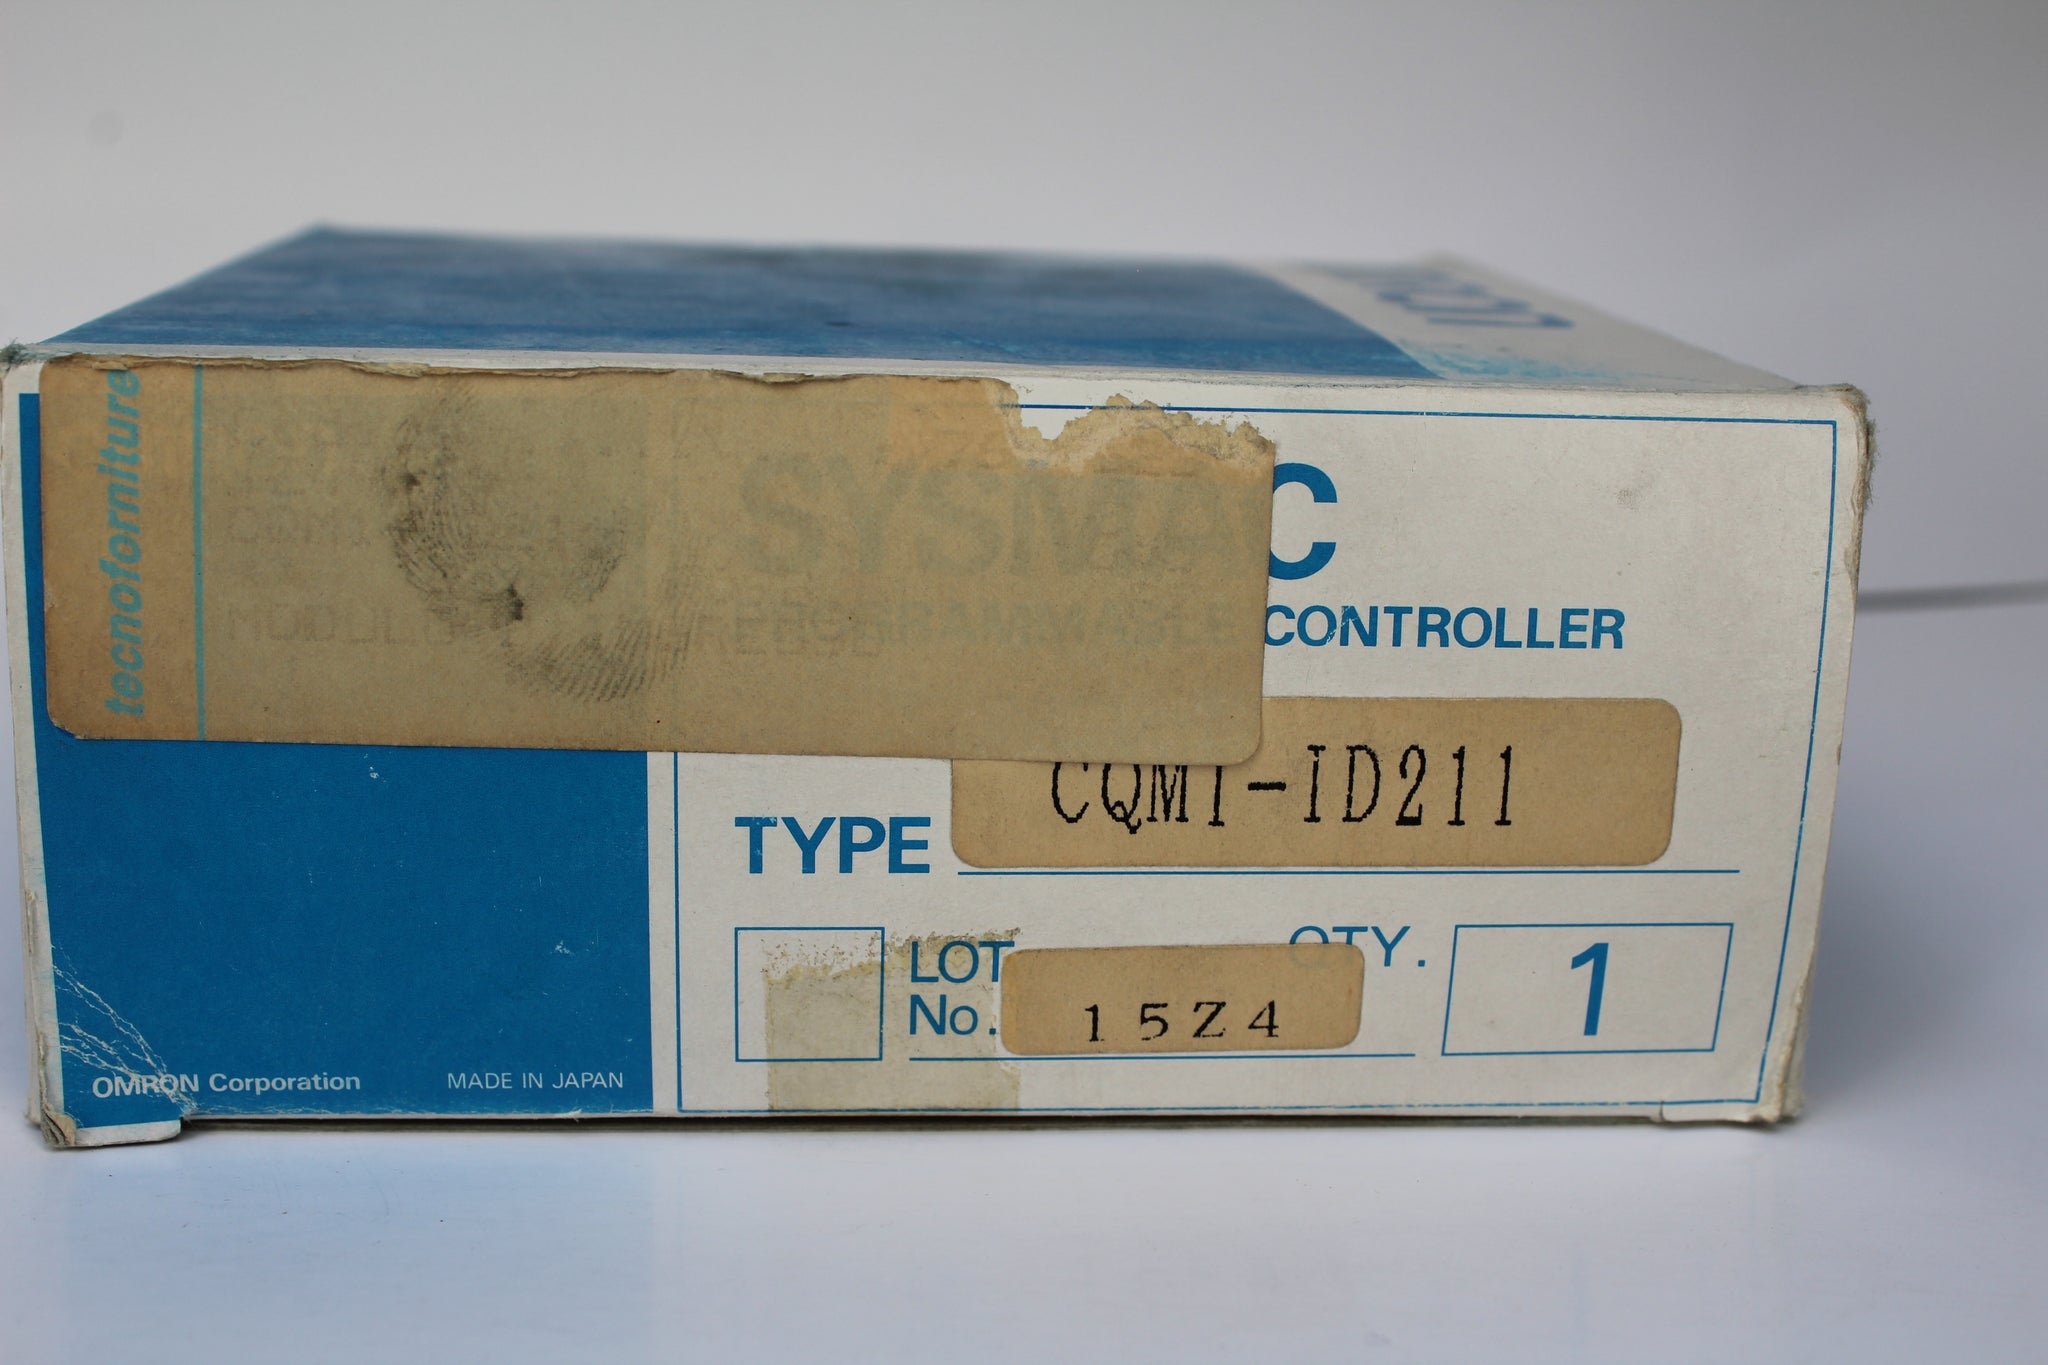 tecnoforniture
SYSMAC
CONTROLLER
TYPE CQM1-ID211
LOT No. 15Z4
QTY. 1
OMRON Corporation
MADE IN JAPAN